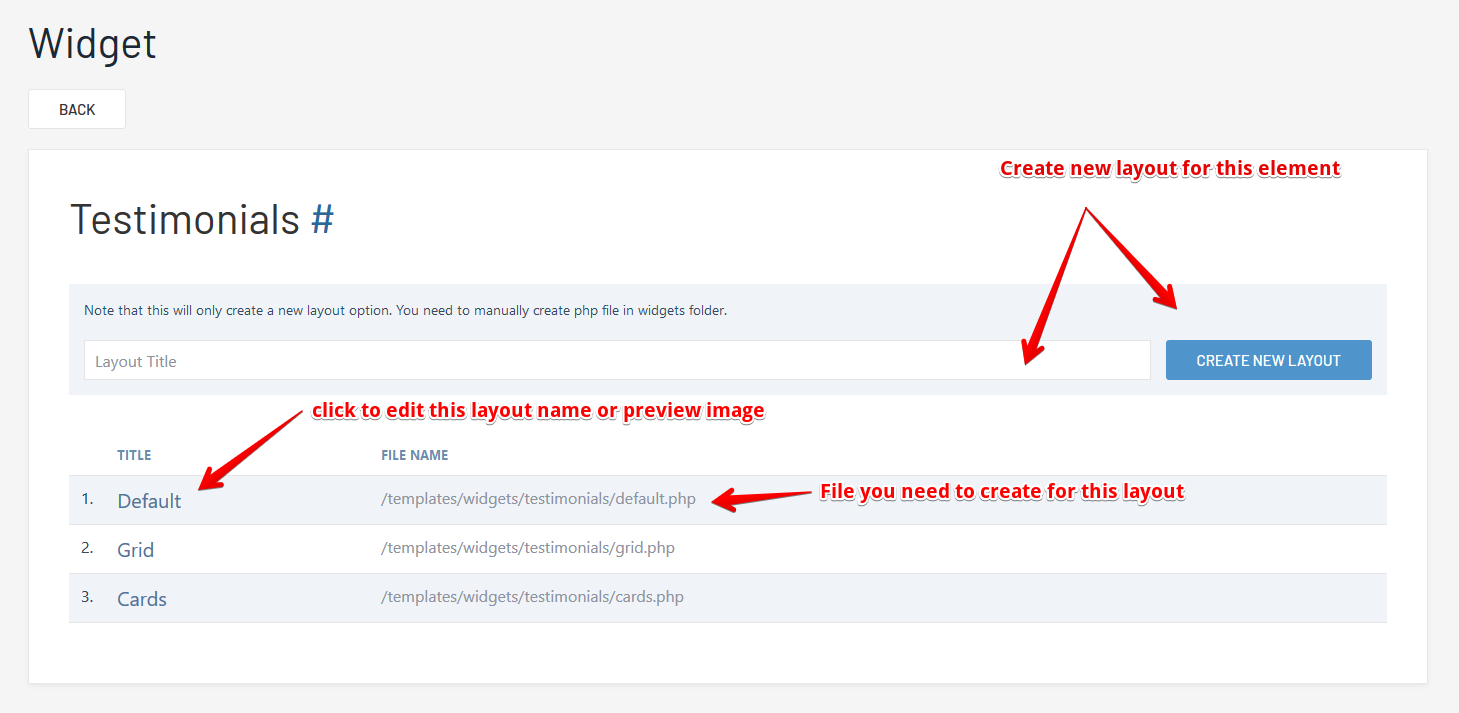 Widget
BACK
Create new layout for this element
Testimonials #
Note that this will only create a new layout option. You need to manually create php file in widgets folder.
Layout Title
CREATE NEW LAYOUT
click to edit this layout name or preview image
TITLE FILE NAME
1. Default /templates/widgets/testimonials/default.php File you need to create for this layout
2. Grid /templates/widgets/testimonials/grid.php
3. Cards /templates/widgets/testimonials/cards.php